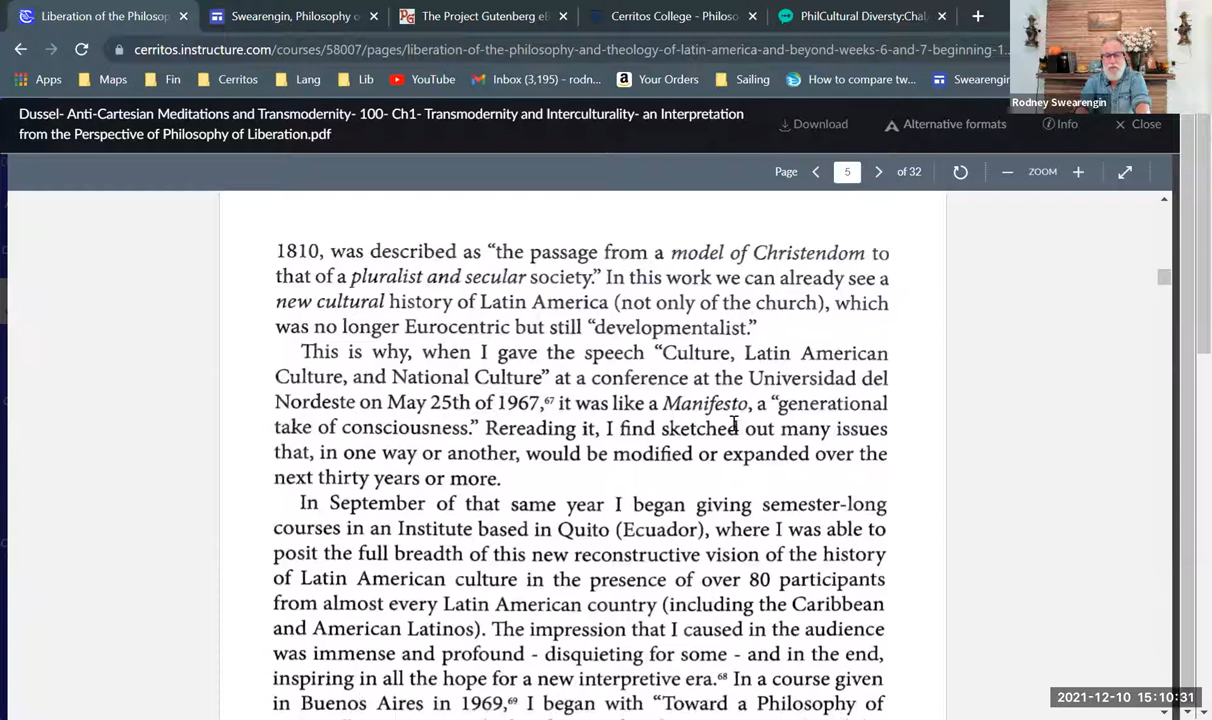 Liberation of the Philosop
Swearengin, Philosophy o
The Project Gutenberg eB
Cerritos College - Philoso
PhilCultural Diversty:Chal
cerritos.instructure.com/courses/58007/pages/liberation-of-the-philosophy-and-theology-of-latin-america-and-beyond-weeks-6-and-7-beginning-1...
Apps Maps Fin Cerritos Lang Lib YouTube Inbox (3,195) - rodn... Your Orders Sailing How to compare tw... Swearengin
Rodney Swearengin
Dussel- Anti-Cartesian Meditations and Transmodernity- 100- Ch1- Transmodernity and Interculturality- an Interpretation
from the Perspective of Philosophy of Liberation.pdf
Download Alternative formats Info Close
Page 5 of 32 ZOOM
1810, was described as “the passage from a model of Christendom to
that of a pluralist and secular society.” In this work we can already see a
new cultural history of Latin America (not only of the church), which
was no longer Eurocentric but still “developmentalist.”
This is why, when I gave the speech “Culture, Latin American
Culture, and National Culture” at a conference at the Universidad del
Nordeste on May 25th of 1967,67 it was like a Manifesto, a “generational
take of consciousness.” Rereading it, I find sketched out many issues
that, in one way or another, would be modified or expanded over the
next thirty years or more.
In September of that same year I began giving semester-long
courses in an Institute based in Quito (Ecuador), where I was able to
posit the full breadth of this new reconstructive vision of the history
of Latin American culture in the presence of over 80 participants
from almost every Latin American country (including the Caribbean
and American Latinos). The impression that I caused in the audience
was immense and profound - disquieting for some - and in the end,
inspiring in all the hope for a new interpretive era.68 In a course given
in Buenos Aires in 1969,69 I began with “Toward a Philosophy of
2021-12-10 15:10:31